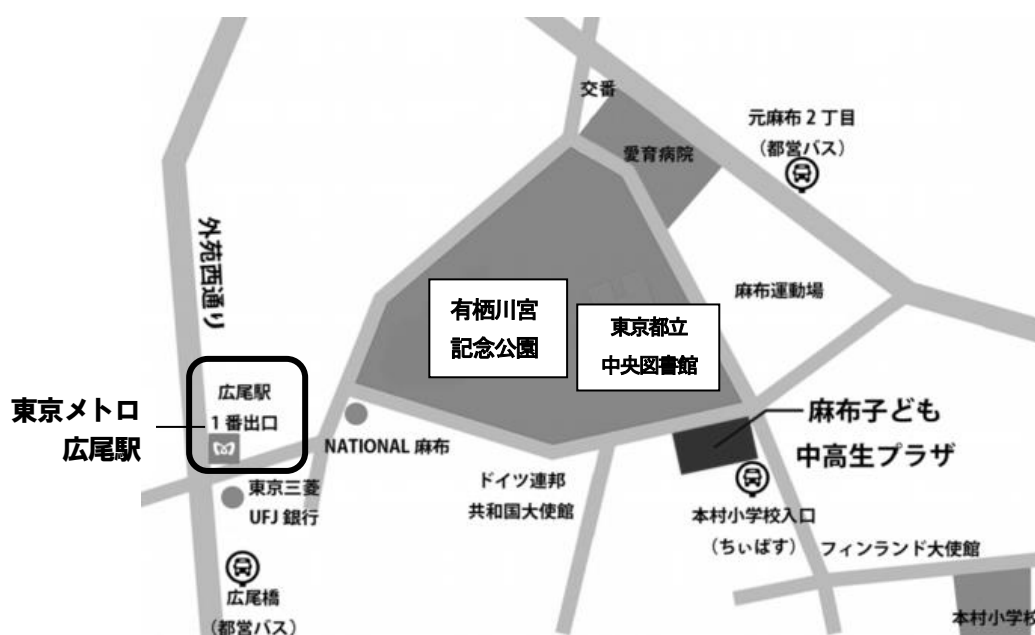 交番
元麻布２丁目
（都営バス）
愛育病院
外苑西通り
麻布運動場
有栖川宮
記念公園
東京都立
中央図書館
広尾駅
１番出口
東京メトロ
広尾駅
NATIONAL 麻布
麻布子ども
中高生プラザ
ドイツ連邦
共和国大使館
東京三菱
UFJ 銀行
本村小学校入口
（ちぃばす）
フィンランド大使館
広尾橋
（都営バス）
本村小学校